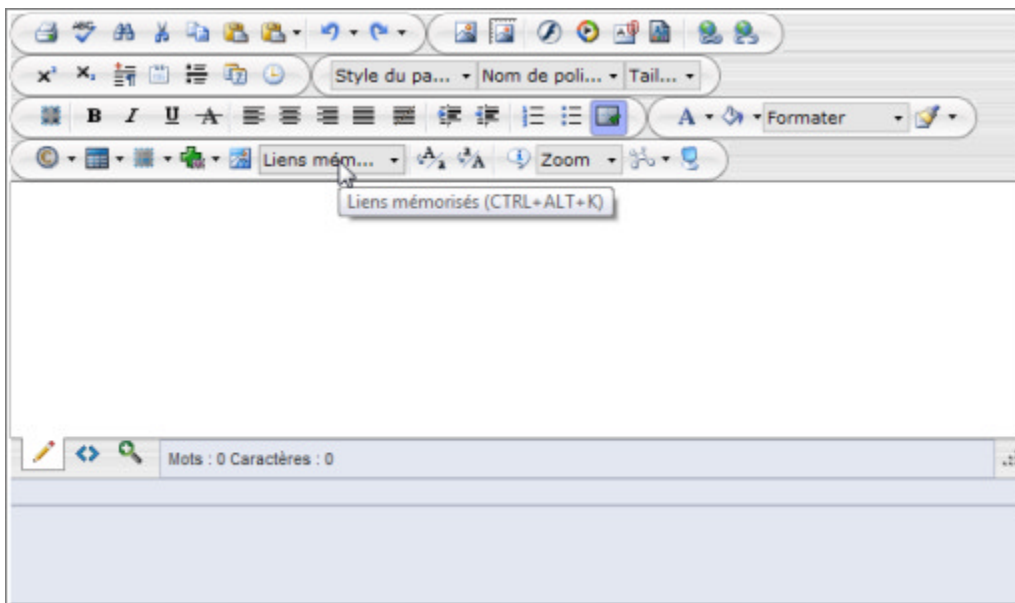 Style du pa... Nom de poli... Tail...
B I U A A Formater
Liens mém... Zoom
Liens mémorisés (CTRL+ALT+K)
Mots : 0 Caractères : 0